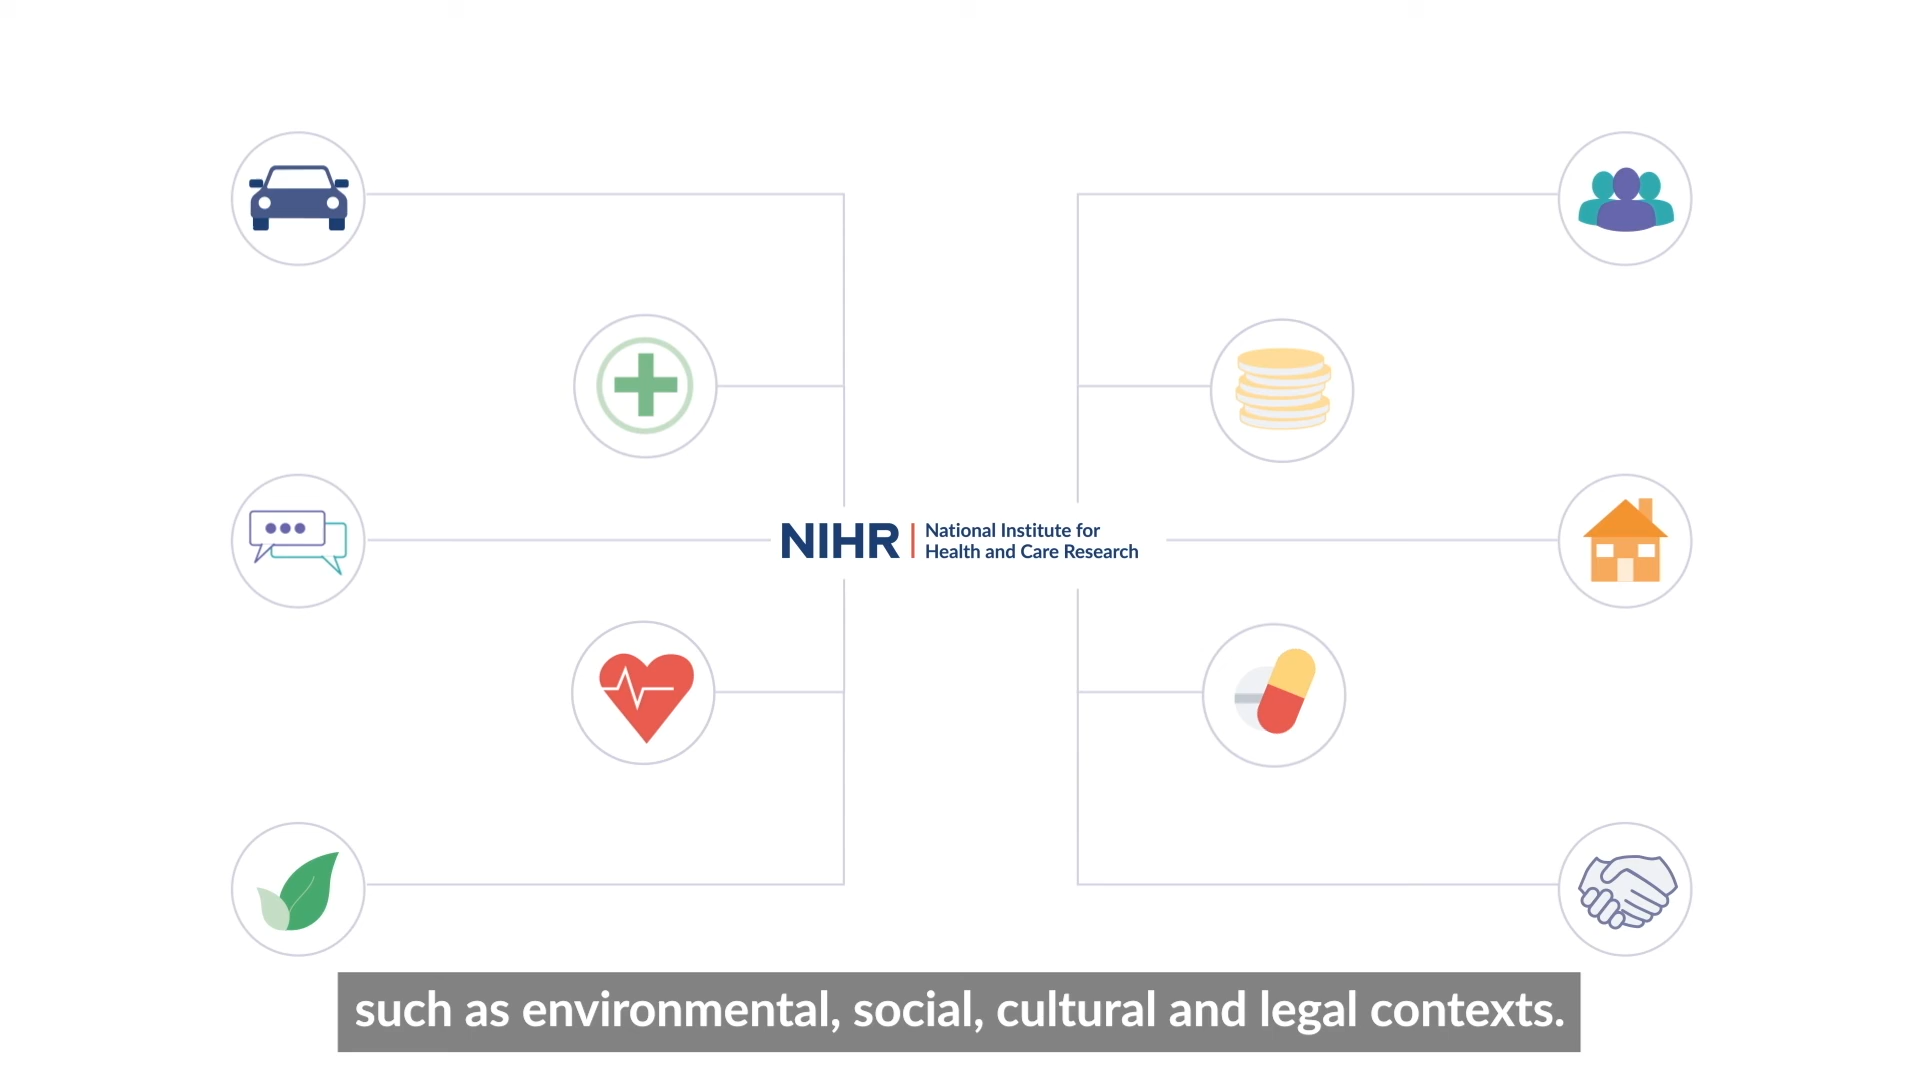 NIHR
National Institute for
Health and Care Research
such as environmental, social, cultural and legal contexts.